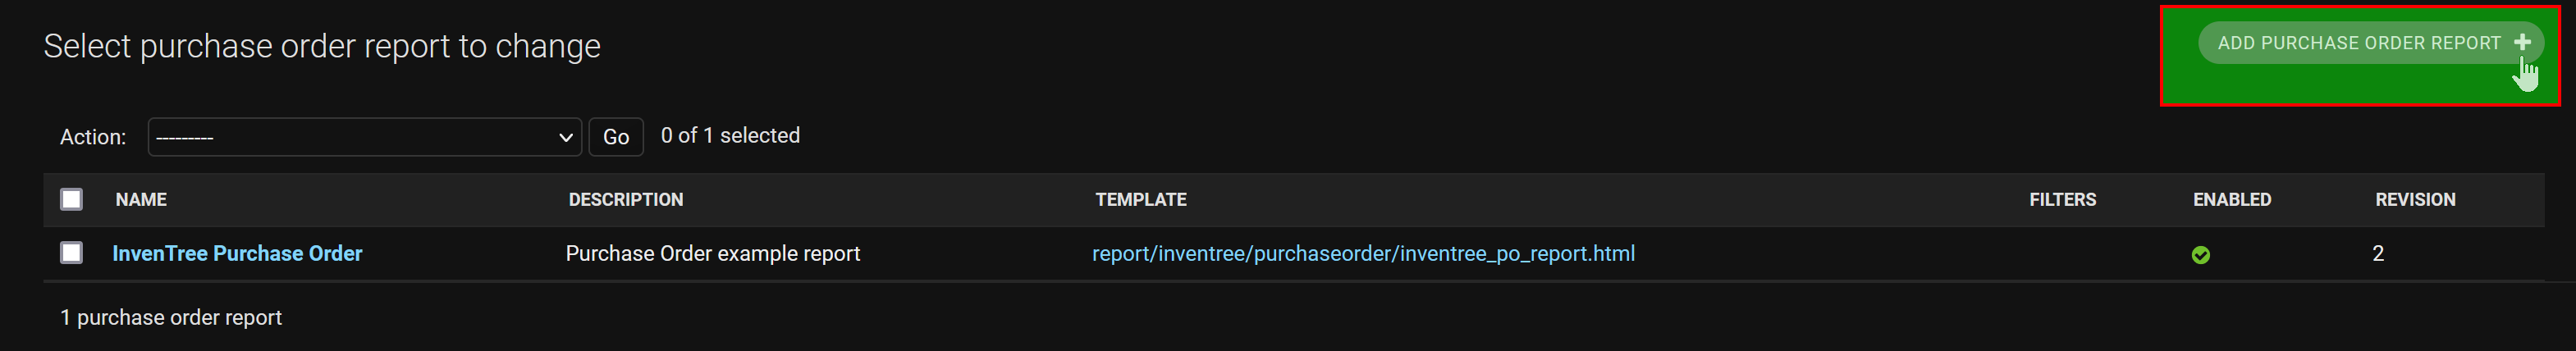 Select purchase order report to change
ADD PURCHASE ORDER REPORT
Action: --------- Go 0 of 1 selected
NAME DESCRIPTION TEMPLATE FILTERS ENABLED REVISION
InvenTree Purchase Order Purchase Order example report report/inventree/purchaseorder/inventree_po_report.html 2
1 purchase order report